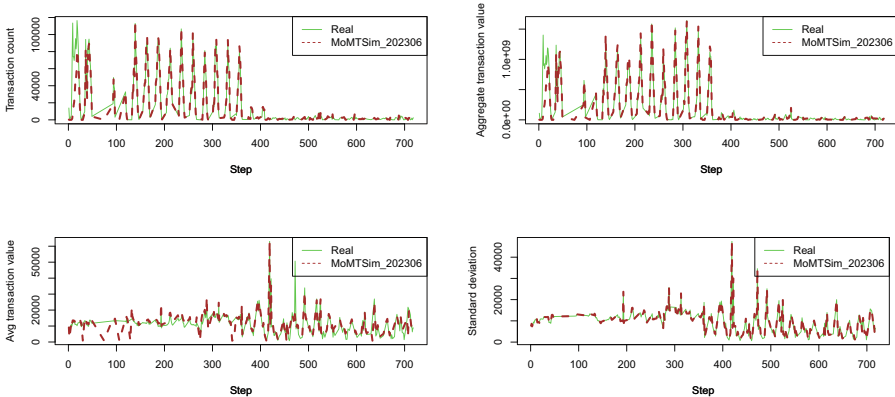 Transaction count
100000
80000
40000
0
Real
MoMTSim_202306
0 100 200 300 400 500 600 700
Step
Aggregate transaction value
1.0e+09
0.0e+00
Real
MoMTSim_202306
0 100 200 300 400 500 600 700
Step
Avg transaction value
60000
40000
20000
0
Real
MoMTSim_202306
0 100 200 300 400 500 600 700
Step
Standard deviation
40000
20000
0
Real
MoMTSim_202306
0 100 200 300 400 500 600 700
Step